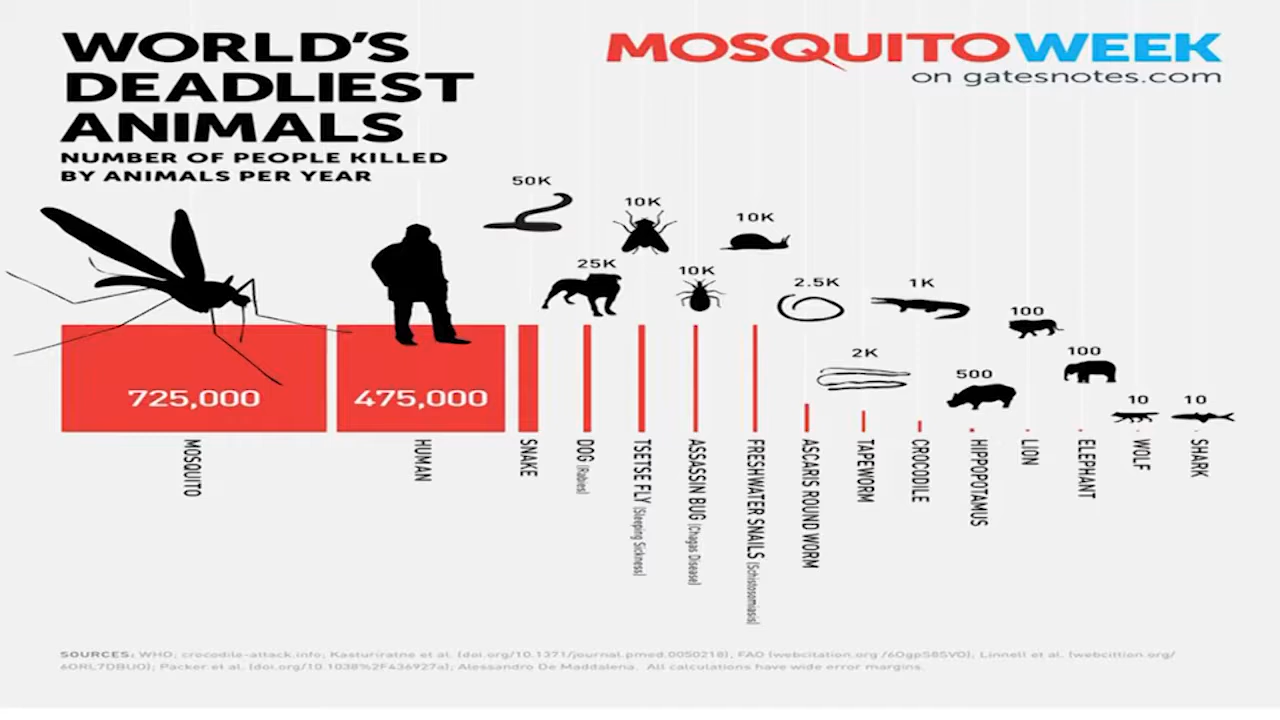 WORLD'S
DEADLIEST
ANIMALS
NUMBER OF PEOPLE KILLED
BY ANIMALS PER YEAR
MOSQUITOWEEK
on gatesnotes.com
50K
10K
10K
25K
10K
2.5K
1K
100
2K
100
500
10
10
725,000
475,000
MOSQUITO
HUMAN
SNAKE
DOG (Rabies)
TSETSE FLY (Sleeping Sickness)
ASSASSIN BUG (Chagas Disease)
FRESHWATER SNAILS (Schistosomiasis)
ASCARIS ROUND WORM
TAPEWORM
CROCODILE
HIPPOPOTAMUS
LION
ELEPHANT
WOLF
SHARK
SOURCES: WHO; crocodile-attack.info; Kasturiratne et al. (doi.org/10.1371/journal.pmed.0050218); FAO (webcitation.org/6OgpS8SVO); Linnell et al. (webcittion.org/
6ORL7DBUO); Packer et al. (doi.org/10.1038%2F436927a); Alessandro De Maddalena. All calculations have wide error margins.